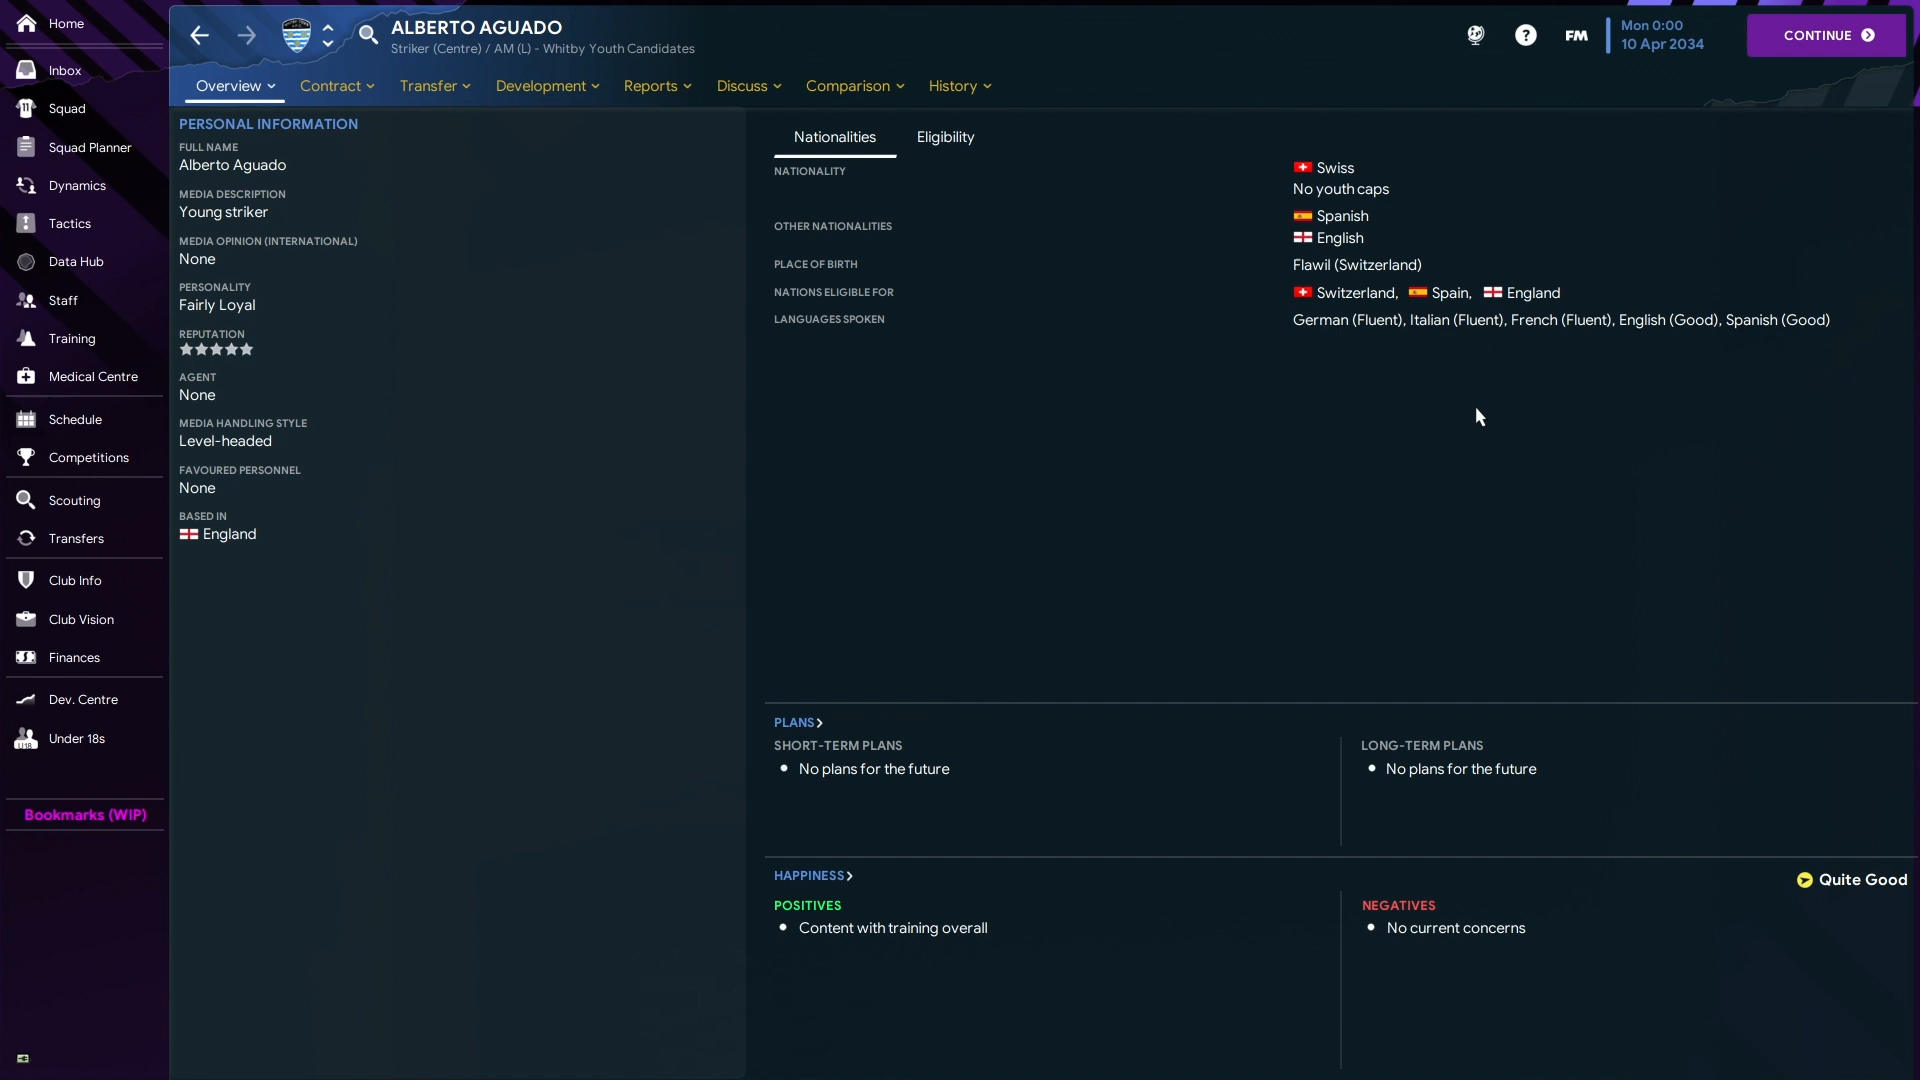 Home
Inbox
Squad
Squad Planner
Dynamics
Tactics
Data Hub
Staff
Training
Medical Centre
Schedule
Competitions
Scouting
Transfers
Club Info
Club Vision
Finances
Dev. Centre
Under 18s
Bookmarks (WIP)
ALBERTO AGUADO
Striker (Centre) / AM (L) - Whitby Youth Candidates
?
FM
Mon 0:00
10 Apr 2034
CONTINUE
Overview
Contract
Transfer
Development
Reports
Discuss
Comparison
History
PERSONAL INFORMATION
FULL NAME
Alberto Aguado
MEDIA DESCRIPTION
Young striker
MEDIA OPINION (INTERNATIONAL)
None
PERSONALITY
Fairly Loyal
REPUTATION
AGENT
None
MEDIA HANDLING STYLE
Level-headed
FAVOURED PERSONNEL
None
BASED IN
England
Nationalities
Eligibility
NATIONALITY
Swiss
No youth caps
OTHER NATIONALITIES
Spanish
English
PLACE OF BIRTH
Flawil (Switzerland)
NATIONS ELIGIBLE FOR
Switzerland, Spain, England
LANGUAGES SPOKEN
German (Fluent), Italian (Fluent), French (Fluent), English (Good), Spanish (Good)
PLANS
SHORT-TERM PLANS
No plans for the future
LONG-TERM PLANS
No plans for the future
HAPPINESS
Quite Good
POSITIVES
Content with training overall
NEGATIVES
No current concerns